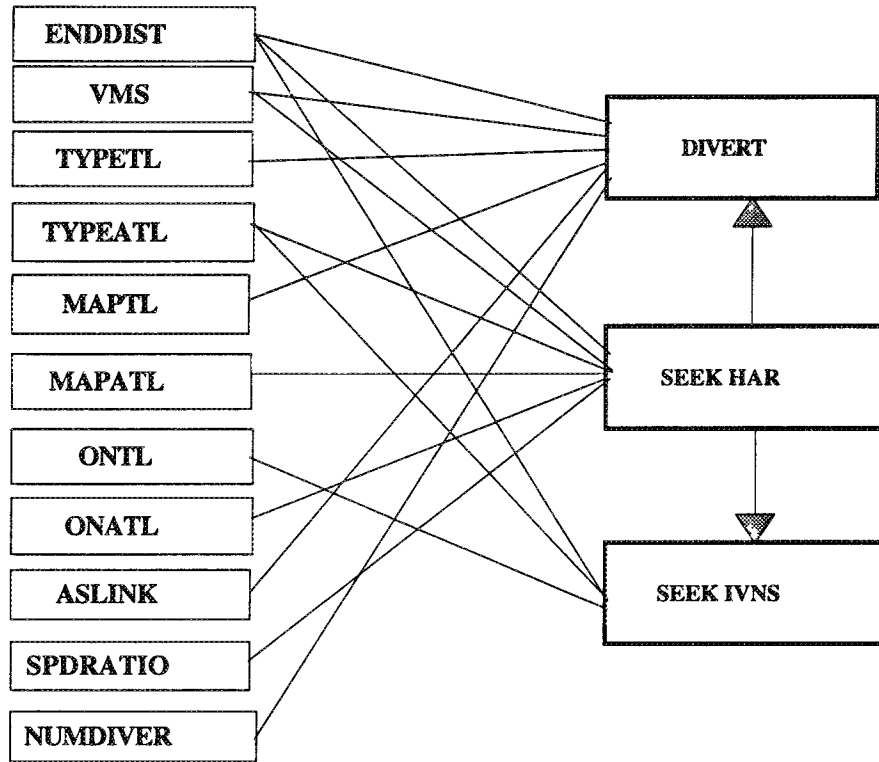 ENDDIST
VMS
TYPETL
TYPEATL
MAPTL
MAPATL
ONTL
ONATL
ASLINK
SPDRATIO
NUMDIVER
DIVERT
SEEK HAR
SEEK IVNS